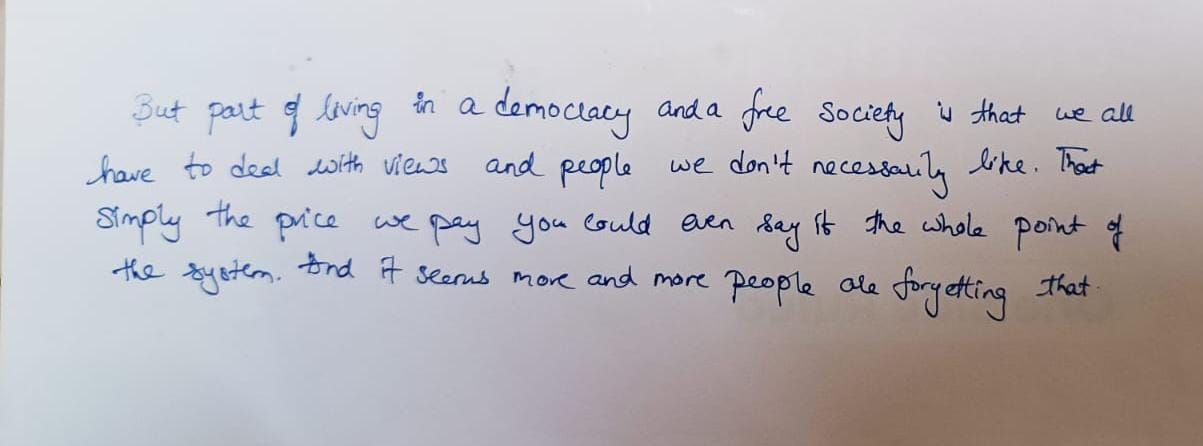 But part of living in a democracy and a free society is that we all
have to deal with views and people we don't necessarily like. That
simply the price we pay you could even say it the whole point of
the system. And it seems more and more people are forgetting that.